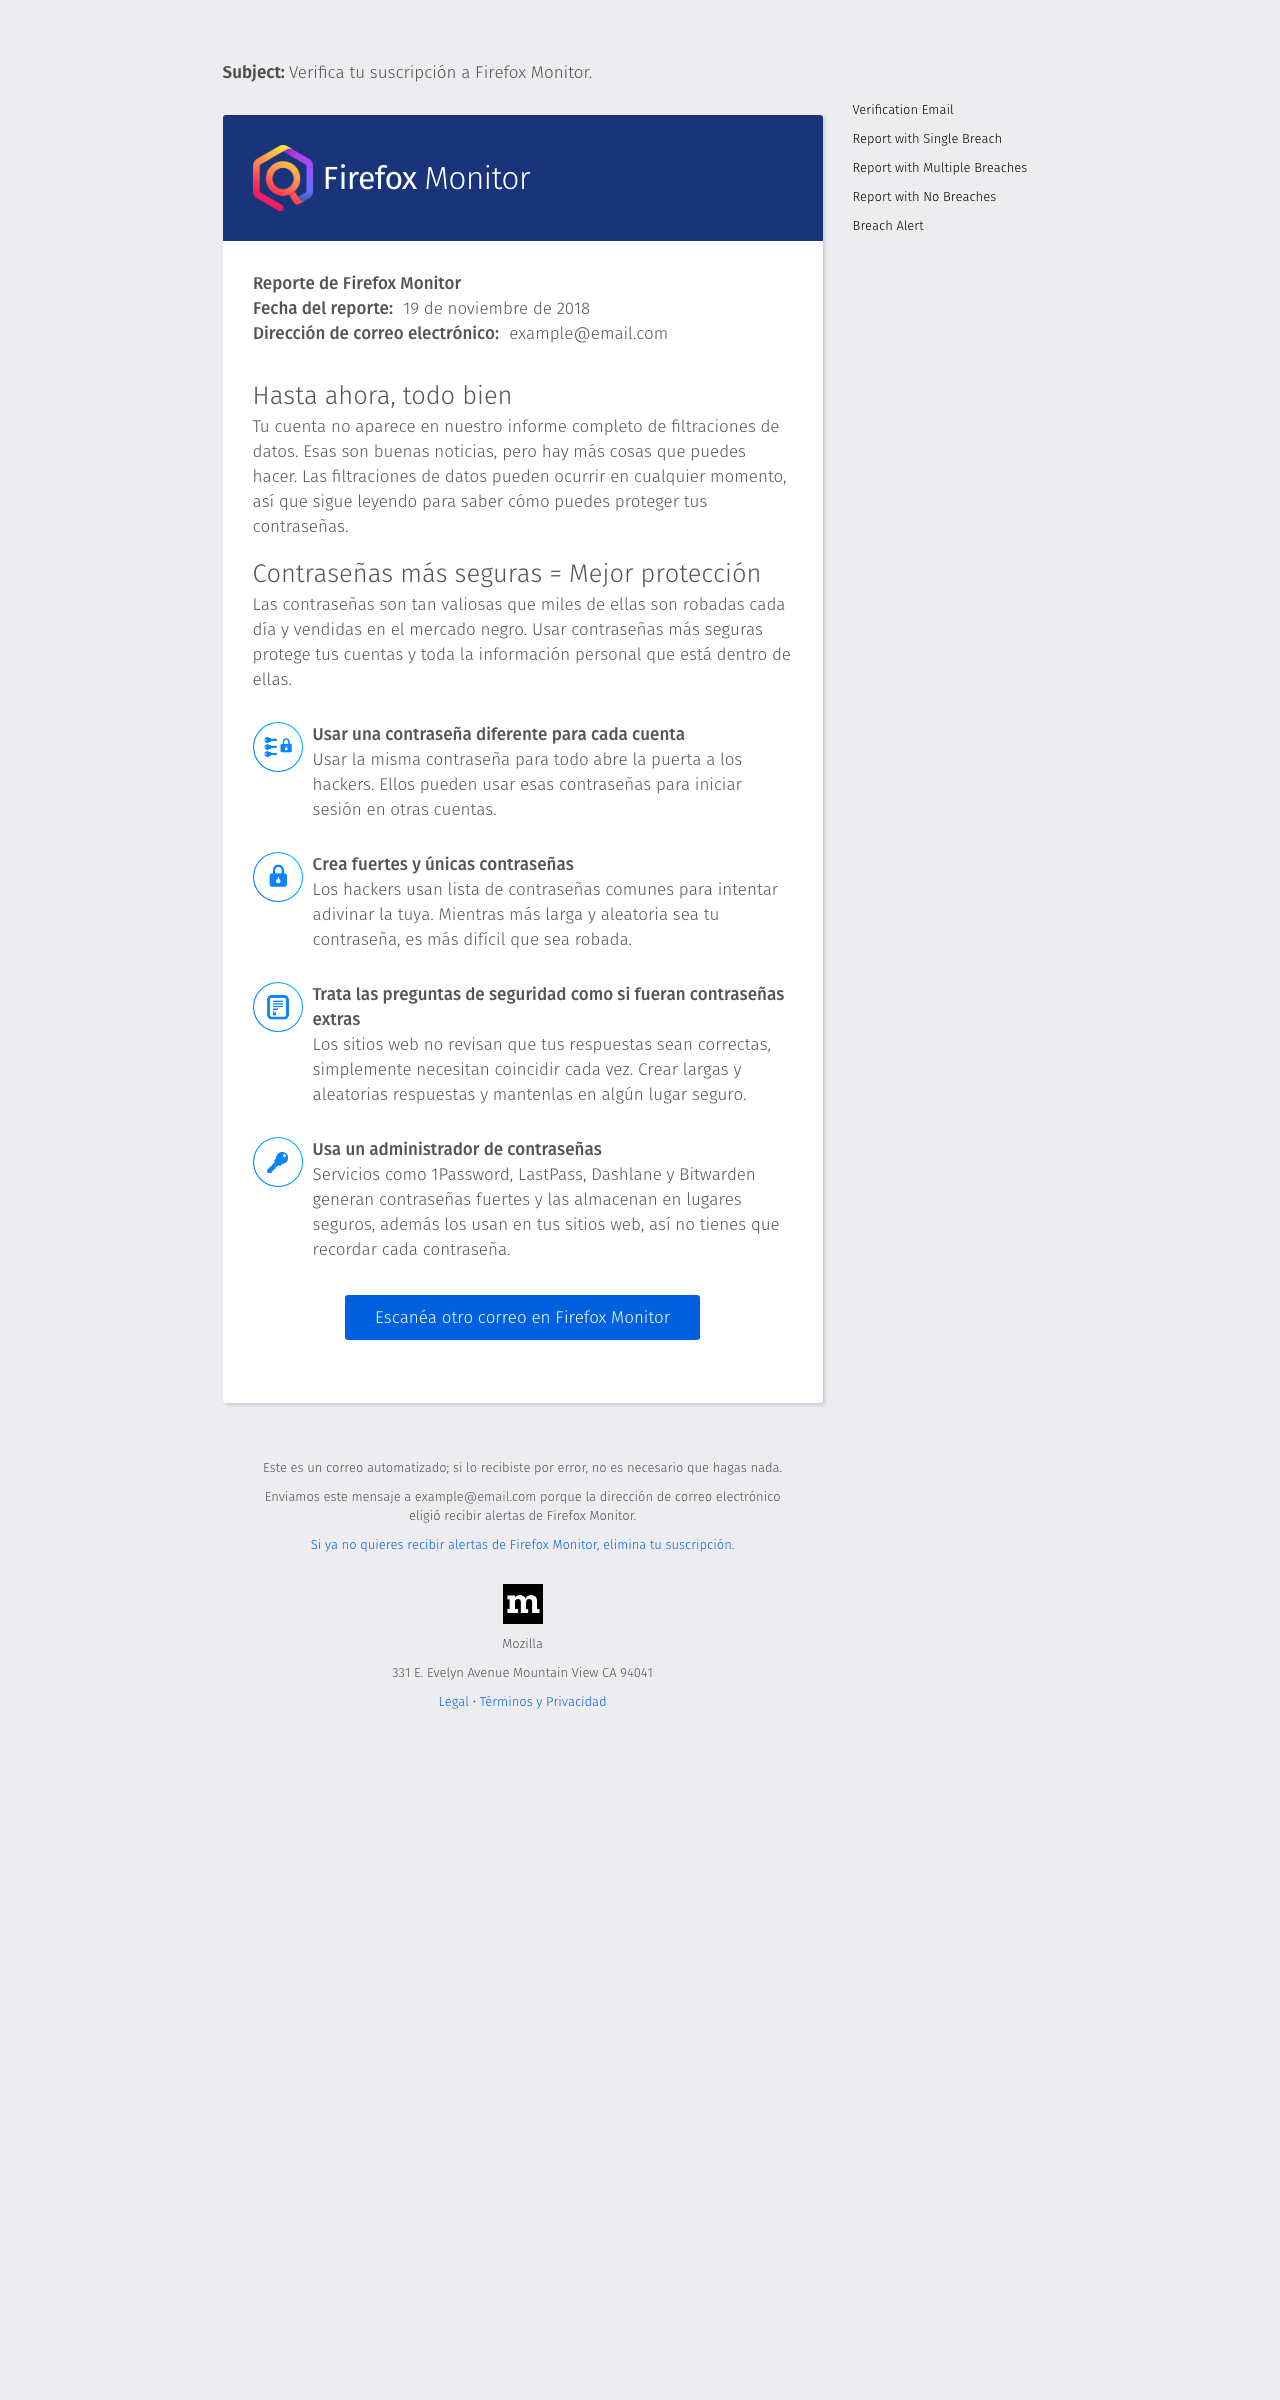 Subject: Verifica tu suscripción a Firefox Monitor.
Verification Email
Report with Single Breach
Report with Multiple Breaches
Report with No Breaches
Breach Alert
Firefox Monitor
Reporte de Firefox Monitor
Fecha del reporte: 19 de noviembre de 2018
Dirección de correo electrónico: example@email.com
Hasta ahora, todo bien
Tu cuenta no aparece en nuestro informe completo de filtraciones de
datos. Esas son buenas noticias, pero hay más cosas que puedes
hacer. Las filtraciones de datos pueden ocurrir en cualquier momento,
así que sigue leyendo para saber cómo puedes proteger tus
contraseñas.
Contraseñas más seguras = Mejor protección
Las contraseñas son tan valiosas que miles de ellas son robadas cada
día y vendidas en el mercado negro. Usar contraseñas más seguras
protege tus cuentas y toda la información personal que está dentro de
ellas.
Usar una contraseña diferente para cada cuenta
Usar la misma contraseña para todo abre la puerta a los
hackers. Ellos pueden usar esas contraseñas para iniciar
sesión en otras cuentas.
Crea fuertes y únicas contraseñas
Los hackers usan lista de contraseñas comunes para intentar
adivinar la tuya. Mientras más larga y aleatoria sea tu
contraseña, es más difícil que sea robada.
Trata las preguntas de seguridad como si fueran contraseñas
extras
Los sitios web no revisan que tus respuestas sean correctas,
simplemente necesitan coincidir cada vez. Crear largas y
aleatorias respuestas y mantenlas en algún lugar seguro.
Usa un administrador de contraseñas
Servicios como 1Password, LastPass, Dashlane y Bitwarden
generan contraseñas fuertes y las almacenan en lugares
seguros, además los usan en tus sitios web, así no tienes que
recordar cada contraseña.
Escanéa otro correo en Firefox Monitor
Este es un correo automatizado; si lo recibiste por error, no es necesario que hagas nada.
Enviamos este mensaje a example@email.com porque la dirección de correo electrónico
eligió recibir alertas de Firefox Monitor.
Si ya no quieres recibir alertas de Firefox Monitor, elimina tu suscripción.
m
Mozilla
331 E. Evelyn Avenue Mountain View CA 94041
Legal · Términos y Privacidad